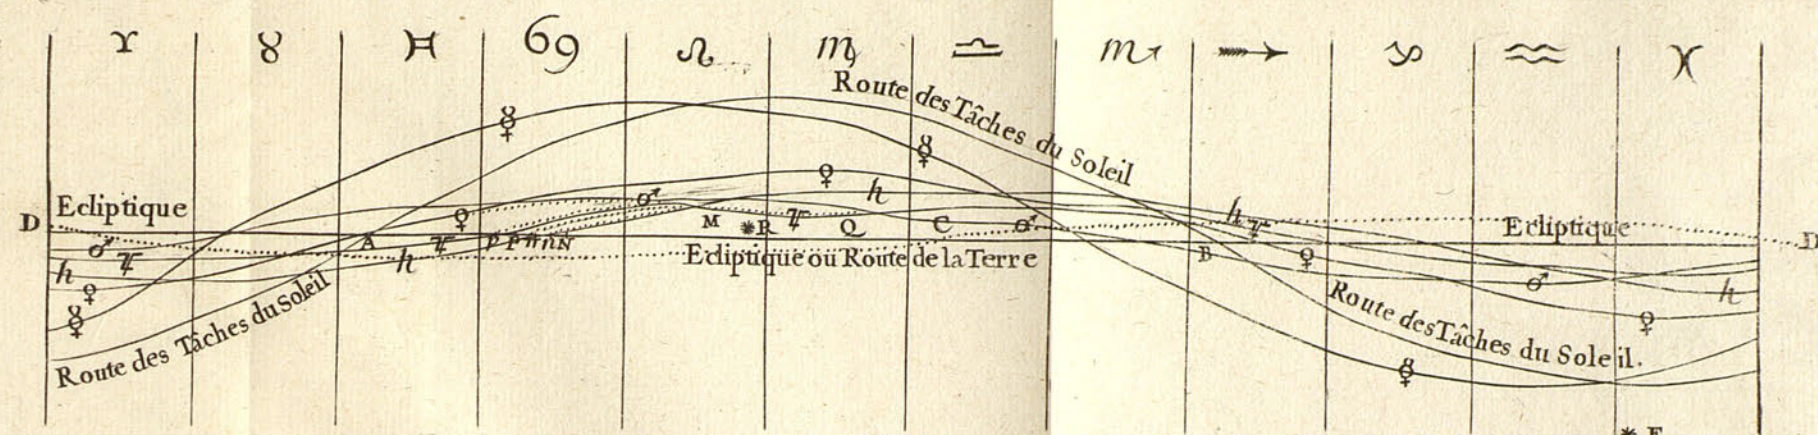 ♈ ♉ ♊ 69 ♌ ♍ ♎ ♏ ♐ ♑ ♒ ♓
Route des Tâches du Soleil
☿ ☿
♀ ♄
D Ecliptique ♂ ♀ M *R ♃ Q C ♂ ♄ ♃ Ecliptique D
♂ ♃ A ♄ ♃ P P π n N Ecliptique ou Route de la Terre B ♀
♄ ♀ ♂ ♄
☿ Route des Tâches du Soleil Route des Tâches du Soleil. ♀
☿
* F